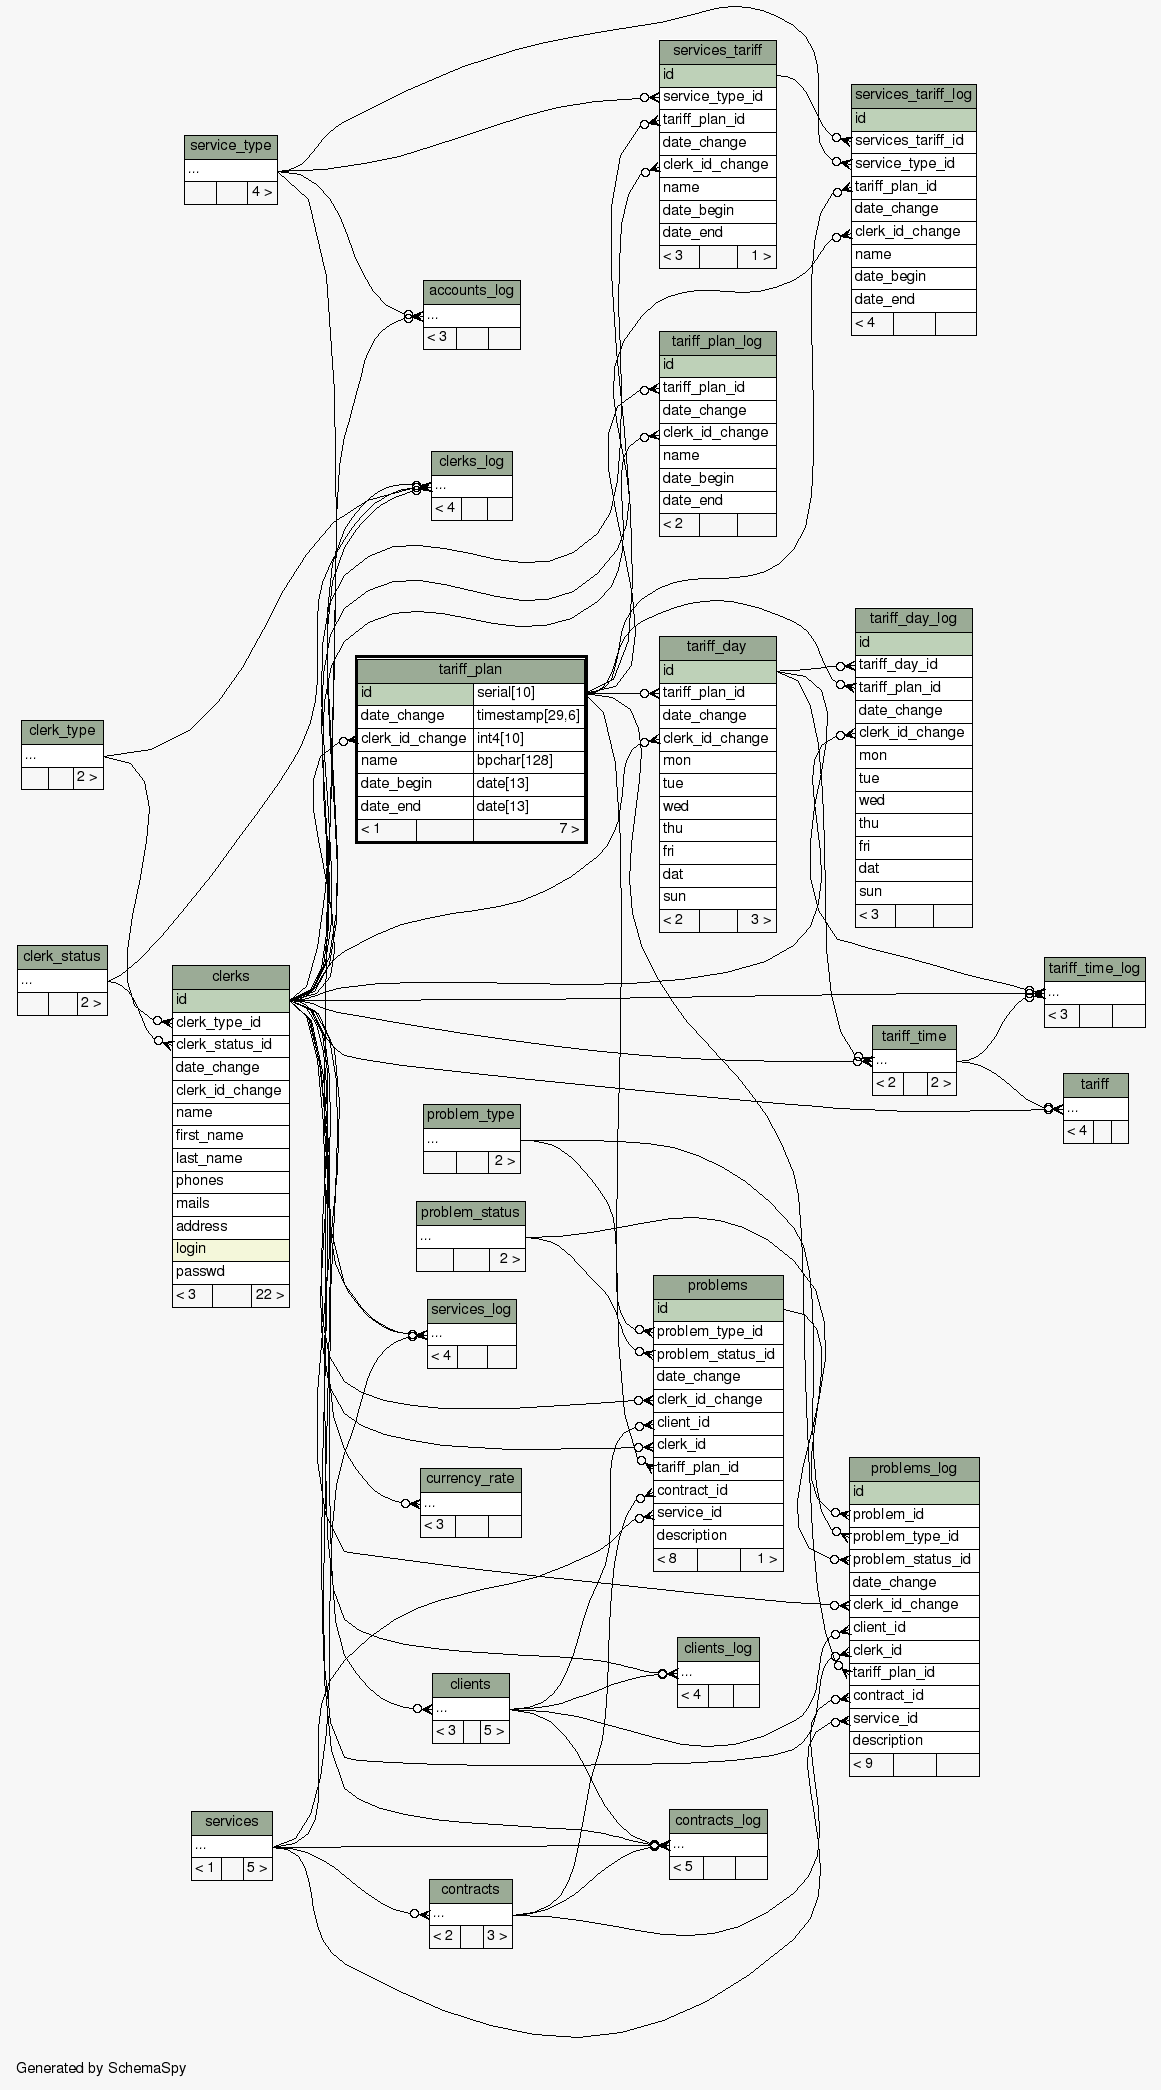 services_tariff
id
service_type_id
tariff_plan_id
date_change
clerk_id_change
name
date_begin
date_end
< 3 1 >
services_tariff_log
id
services_tariff_id
service_type_id
tariff_plan_id
date_change
clerk_id_change
name
date_begin
date_end
< 4
service_type
...
4 >
accounts_log
...
< 3
tariff_plan_log
id
tariff_plan_id
date_change
clerk_id_change
name
date_begin
date_end
< 2
clerks_log
...
< 4
tariff_plan
id serial[10]
date_change timestamp[29,6]
clerk_id_change int4[10]
name bpchar[128]
date_begin date[13]
date_end date[13]
< 1 7 >
tariff_day
id
tariff_plan_id
date_change
clerk_id_change
mon
tue
wed
thu
fri
dat
sun
< 2 3 >
tariff_day_log
id
tariff_day_id
tariff_plan_id
date_change
clerk_id_change
mon
tue
wed
thu
fri
dat
sun
< 3
clerk_type
...
2 >
clerk_status
...
2 >
clerks
id
clerk_type_id
clerk_status_id
date_change
clerk_id_change
name
first_name
last_name
phones
mails
address
login
passwd
< 3 22 >
tariff_time_log
...
< 3
tariff_time
...
< 2 2 >
tariff
...
< 4
problem_type
...
2 >
problem_status
...
2 >
services_log
...
< 4
problems
id
problem_type_id
problem_status_id
date_change
clerk_id_change
client_id
clerk_id
tariff_plan_id
contract_id
service_id
description
< 8 1 >
currency_rate
...
< 3
problems_log
id
problem_id
problem_type_id
problem_status_id
date_change
clerk_id_change
client_id
clerk_id
tariff_plan_id
contract_id
service_id
description
< 9
clients_log
...
< 4
clients
...
< 3 5 >
services
...
< 1 5 >
contracts_log
...
< 5
contracts
...
< 2 3 >
Generated by SchemaSpy